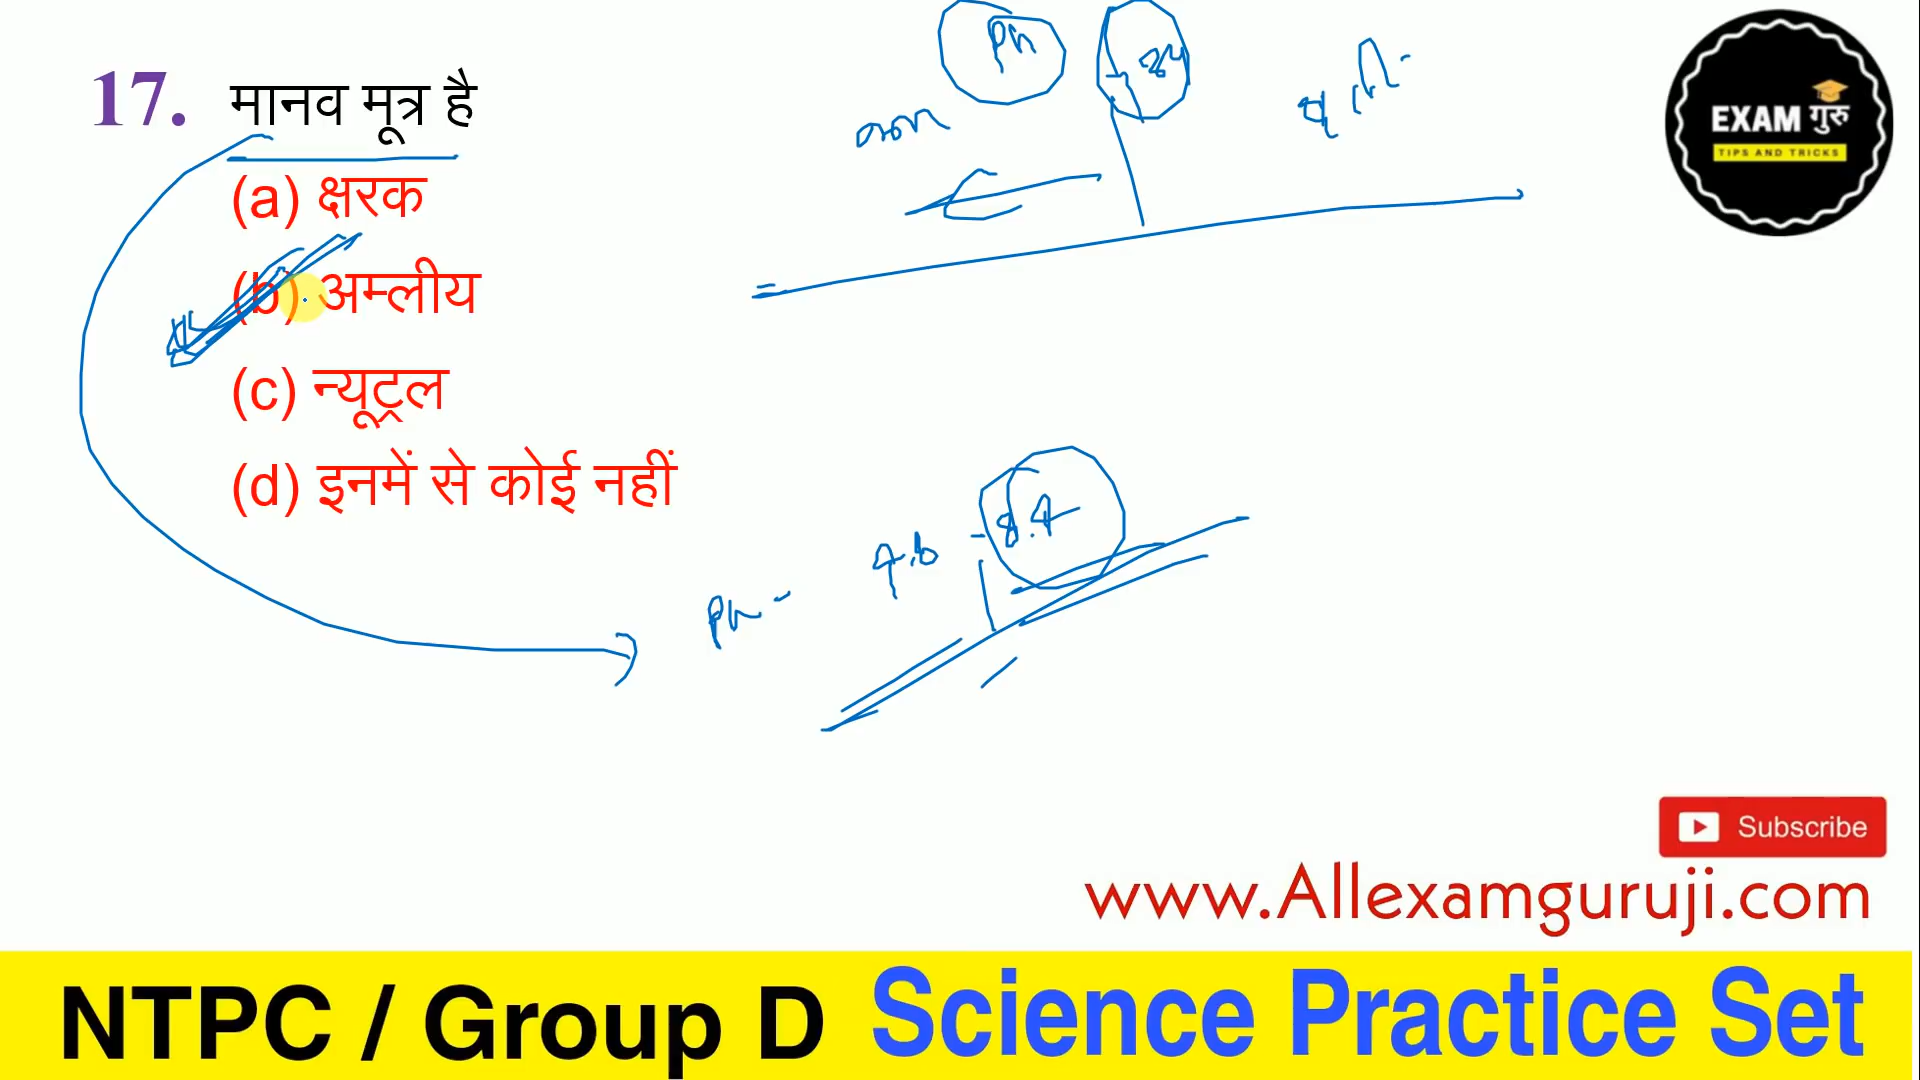 17. मानव मूत्र है
(a) क्षरक
(b) अम्लीय
(c) न्यूट्रल
(d) इनमें से कोई नहीं
Ph
Ph - 4.6 - 8.4
EXAM गुरु
TIPS AND TRICKS
Subscribe
www.Allexamguruji.com
NTPC / Group D Science Practice Set